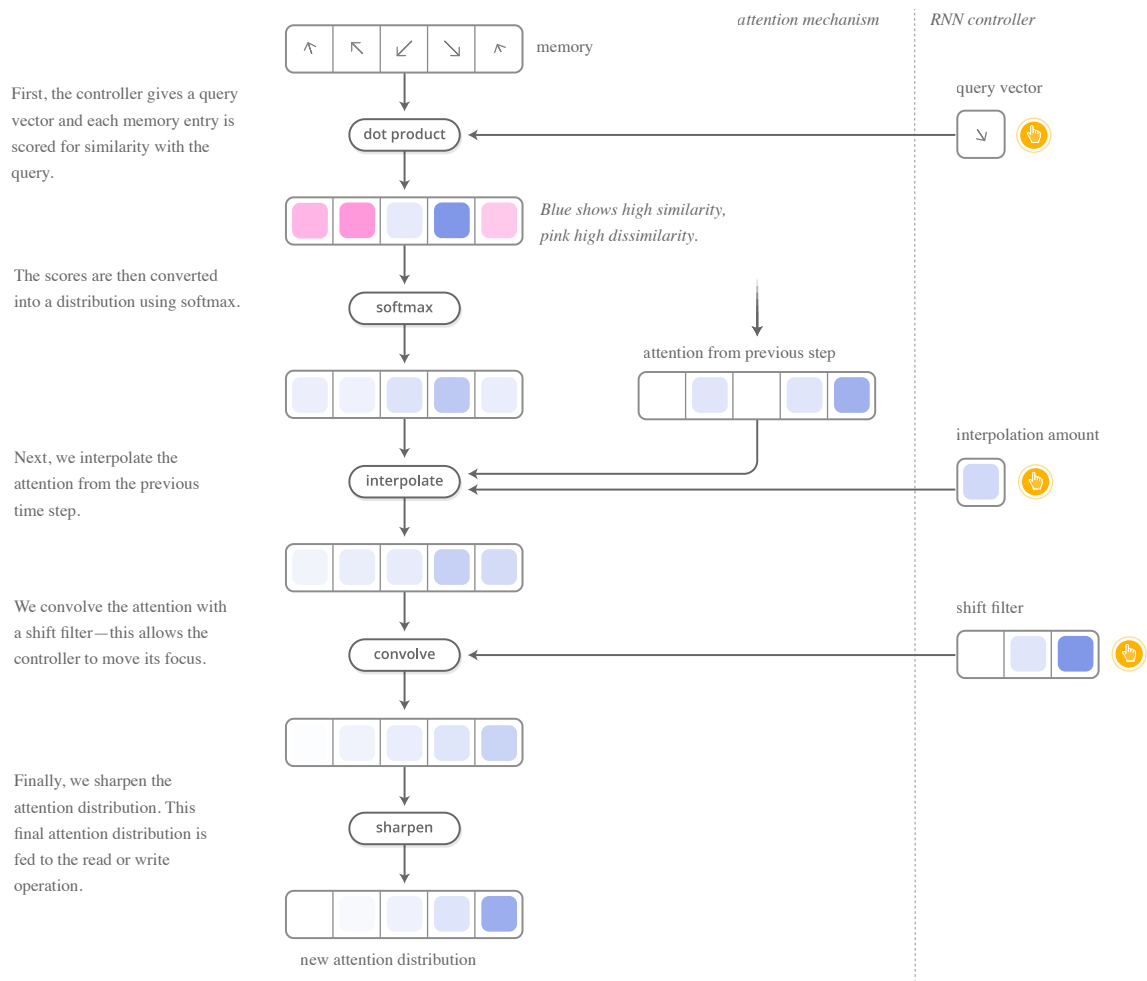 attention mechanism
RNN controller
memory
First, the controller gives a query
vector and each memory entry is
scored for similarity with the
query.
query vector
dot product
Blue shows high similarity,
pink high dissimilarity.
The scores are then converted
into a distribution using softmax.
softmax
attention from previous step
Next, we interpolate the
attention from the previous
time step.
interpolation amount
interpolate
We convolve the attention with
a shift filter—this allows the
controller to move its focus.
shift filter
convolve
Finally, we sharpen the
attention distribution. This
final attention distribution is
fed to the read or write
operation.
sharpen
new attention distribution